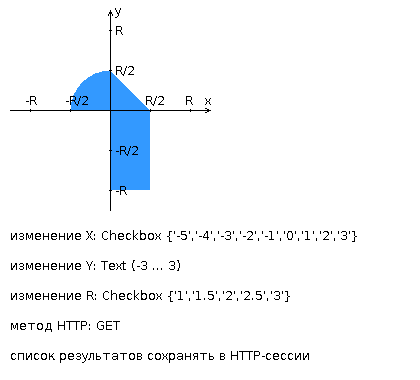 y
R
R/2
-R
-R/2
R/2
R
x
-R/2
-R
изменение X: Checkbox {'-5','-4','-3','-2','-1','0','1','2','3'}
изменение Y: Text (-3 ... 3)
изменение R: Checkbox {'1','1.5','2','2.5','3'}
метод HTTP: GET
список результатов сохранять в HTTP-сессии